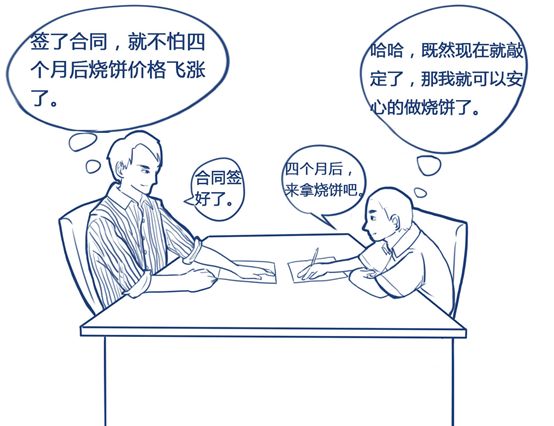 签了合同，就不怕四
个月后烧饼价格飞涨
了。
哈哈，既然现在就敲
定了，那我就可以安
心的做烧饼了。
合同签
好了。
四个月后，
来拿烧饼吧。